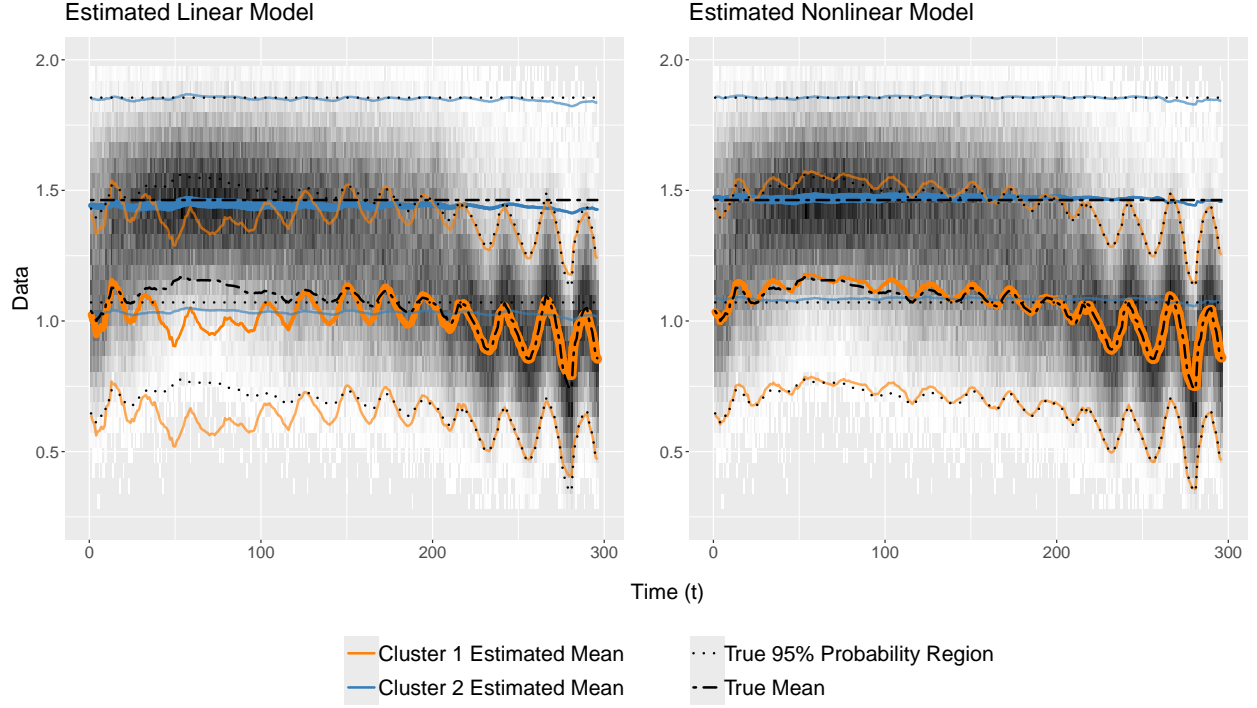 Estimated Linear Model
Estimated Nonlinear Model
Data
2.0
1.5
1.0
0.5
0
100
200
300
2.0
1.5
1.0
0.5
0
100
200
300
Time (t)
Cluster 1 Estimated Mean
Cluster 2 Estimated Mean
True 95% Probability Region
True Mean